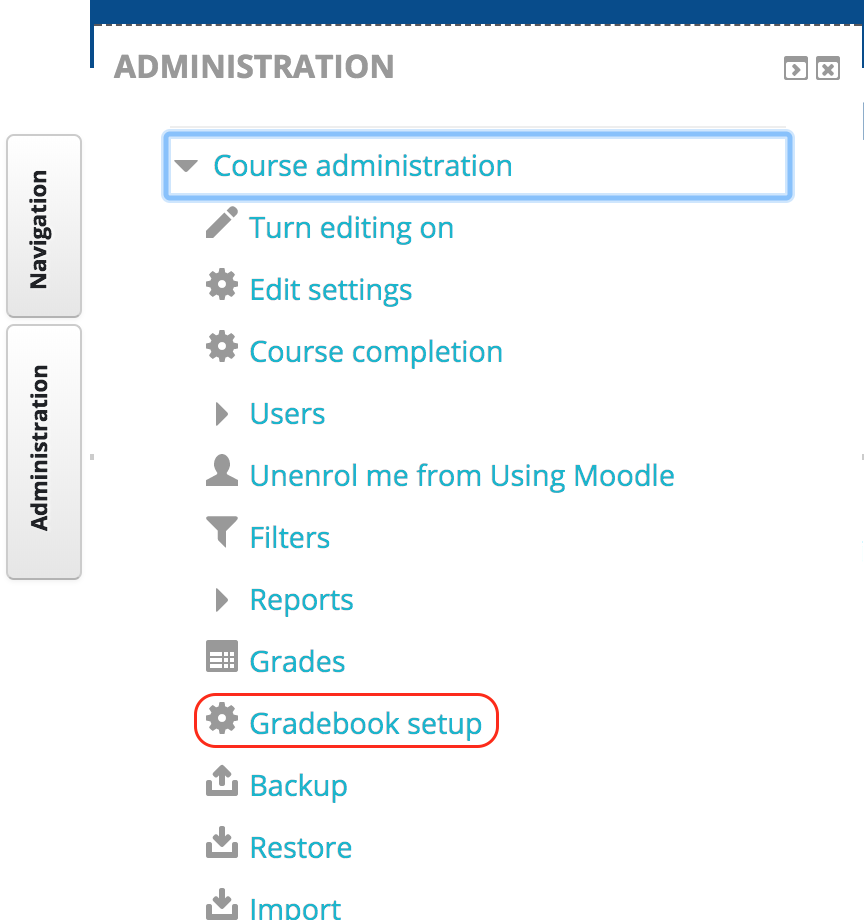 ADMINISTRATION
Navigation
Administration
Course administration
Turn editing on
Edit settings
Course completion
Users
Unenrol me from Using Moodle
Filters
Reports
Grades
Gradebook setup
Backup
Restore
Import